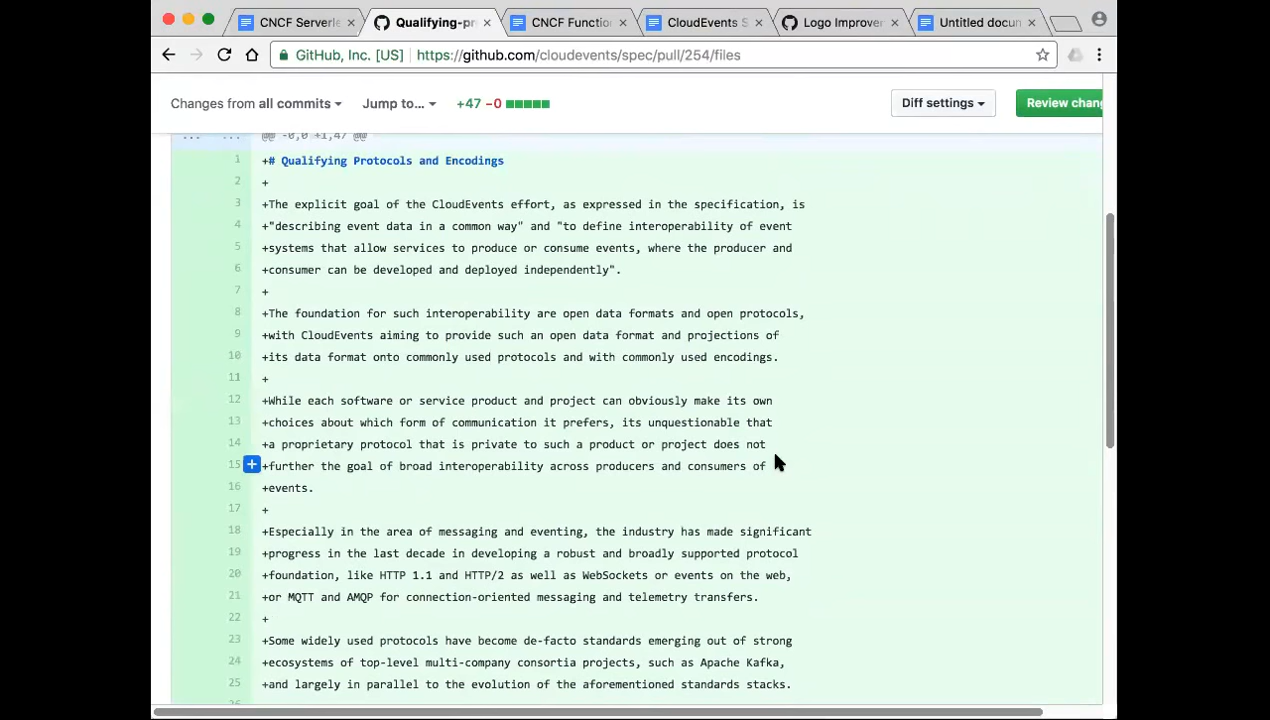 CNCF Serverle
Qualifying-pr
CNCF Functio
CloudEvents S
Logo Improver
Untitled docun
GitHub, Inc. [US]
https://github.com/cloudevents/spec/pull/254/files
Changes from all commits
Jump to...
+47 −0
Diff settings
Review chang
... ... @@ -0,0 +1,47 @@
1 +# Qualifying Protocols and Encodings
2 +
3 +The explicit goal of the CloudEvents effort, as expressed in the specification, is
4 +"describing event data in a common way" and "to define interoperability of event
5 +systems that allow services to produce or consume events, where the producer and
6 +consumer can be developed and deployed independently".
7 +
8 +The foundation for such interoperability are open data formats and open protocols,
9 +with CloudEvents aiming to provide such an open data format and projections of
10 +its data format onto commonly used protocols and with commonly used encodings.
11 +
12 +While each software or service product and project can obviously make its own
13 +choices about which form of communication it prefers, its unquestionable that
14 +a proprietary protocol that is private to such a product or project does not
15 +further the goal of broad interoperability across producers and consumers of
16 +events.
17 +
18 +Especially in the area of messaging and eventing, the industry has made significant
19 +progress in the last decade in developing a robust and broadly supported protocol
20 +foundation, like HTTP 1.1 and HTTP/2 as well as WebSockets or events on the web,
21 +or MQTT and AMQP for connection-oriented messaging and telemetry transfers.
22 +
23 +Some widely used protocols have become de-facto standards emerging out of strong
24 +ecosystems of top-level multi-company consortia projects, such as Apache Kafka,
25 +and largely in parallel to the evolution of the aforementioned standards stacks.